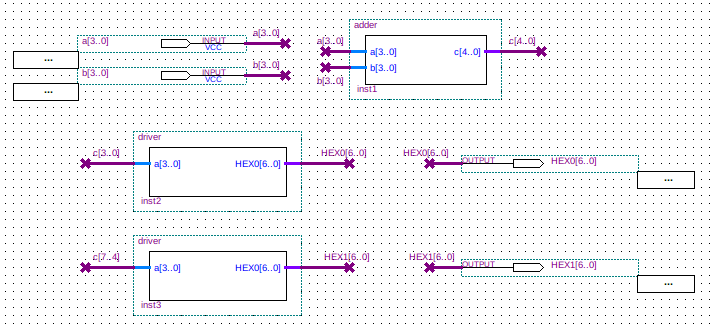 adder
a[3..0]
INPUT
VCC
a[3..0]
a[3..0]
a[3..0]
c[4..0]
c[4..0]
...
b[3..0]
INPUT
VCC
b[3..0]
b[3..0]
b[3..0]
...
inst1
driver
c[3..0]
a[3..0]
HEX0[6..0]
HEX0[6..0]
inst2
HEX0[6..0]
OUTPUT
HEX0[6..0]
...
driver
c[7..4]
a[3..0]
HEX0[6..0]
HEX1[6..0]
inst3
HEX1[6..0]
OUTPUT
HEX1[6..0]
...